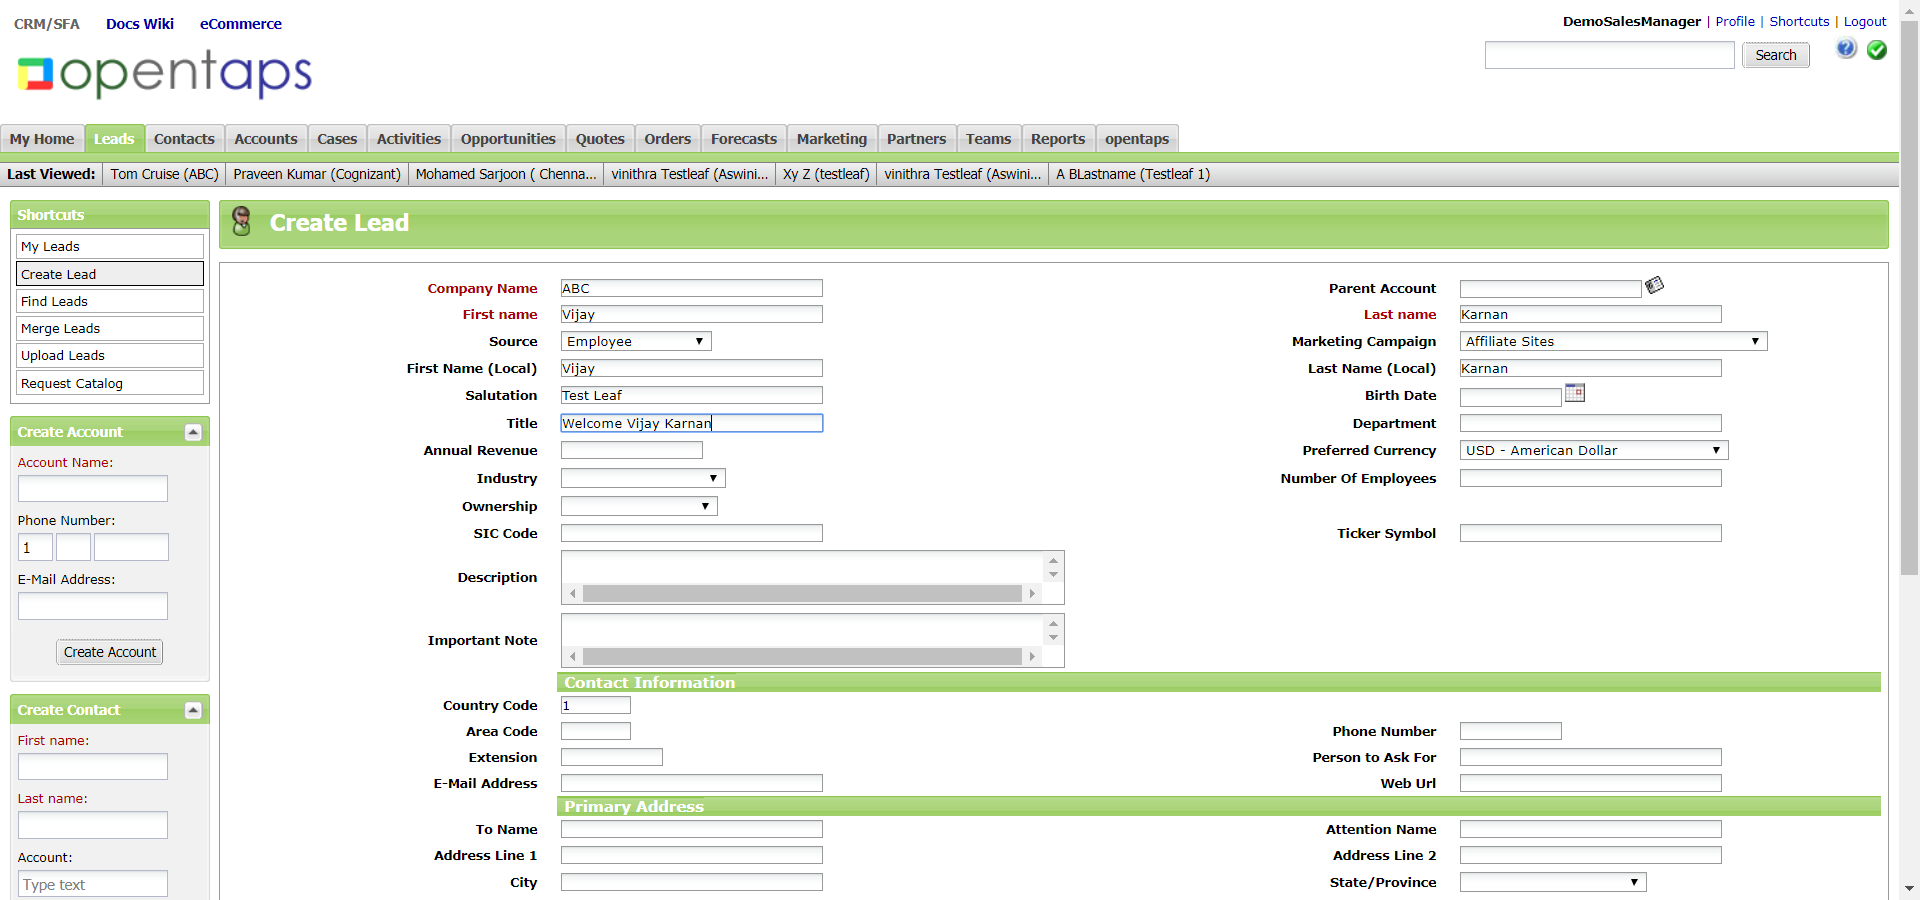 CRM/SFA Docs Wiki eCommerce
DemoSalesManager | Profile | Shortcuts | Logout
opentaps
Search
My Home Leads Contacts Accounts Cases Activities Opportunities Quotes Orders Forecasts Marketing Partners Teams Reports opentaps
Last Viewed: Tom Cruise (ABC) Praveen Kumar (Cognizant) Mohamed Sarjoon ( Chenna... vinithra Testleaf (Aswini... Xy Z (testleaf) vinithra Testleaf (Aswini... A BLastname (Testleaf 1)
Shortcuts
My Leads
Create Lead
Find Leads
Merge Leads
Upload Leads
Request Catalog
Create Account
Account Name:
Phone Number:
1
E-Mail Address:
Create Account
Create Contact
First name:
Last name:
Account:
Type text
Create Lead
Company Name ABC Parent Account
First name Vijay Last name Karnan
Source Employee Marketing Campaign Affiliate Sites
First Name (Local) Vijay Last Name (Local) Karnan
Salutation Test Leaf Birth Date
Title Welcome Vijay Karnan Department
Annual Revenue Preferred Currency USD - American Dollar
Industry Number Of Employees
Ownership
SIC Code Ticker Symbol
Description
Important Note
Contact Information
Country Code 1
Area Code Phone Number
Extension Person to Ask For
E-Mail Address Web Url
Primary Address
To Name Attention Name
Address Line 1 Address Line 2
City State/Province